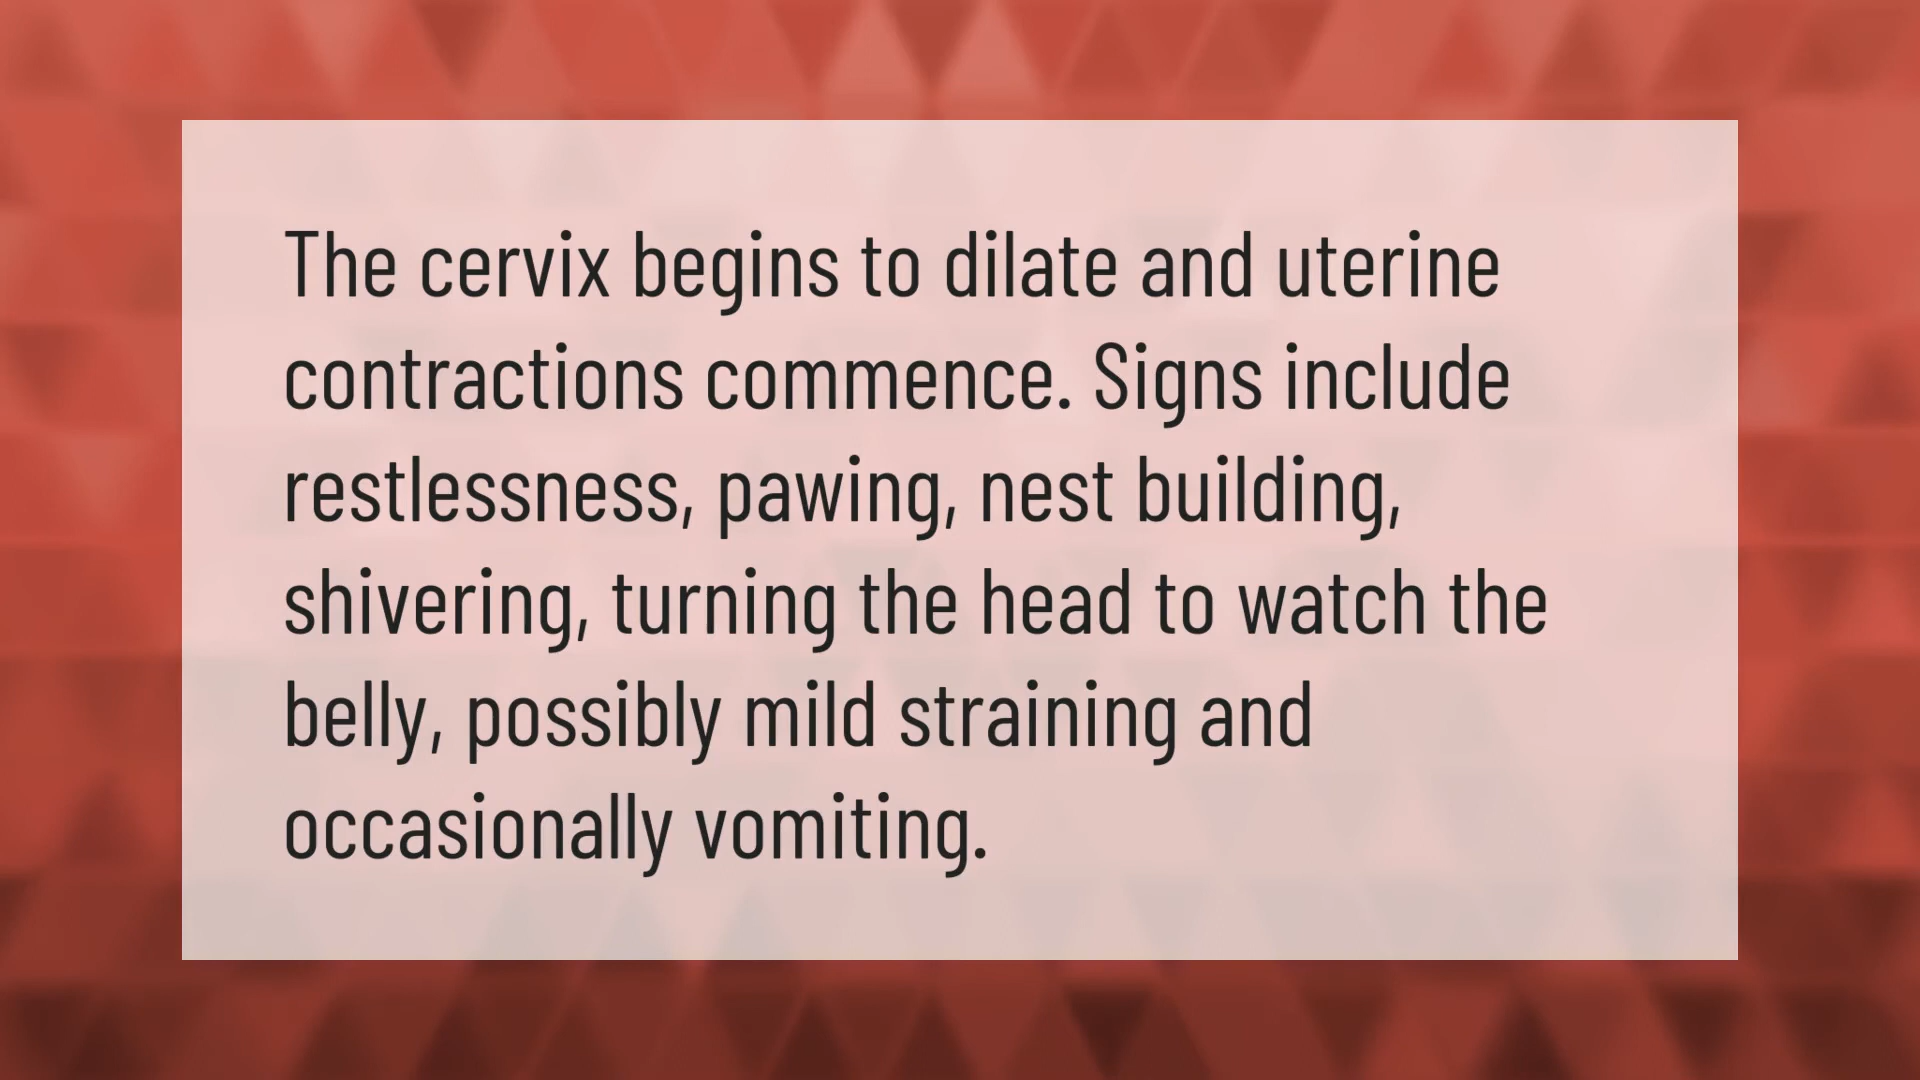 The cervix begins to dilate and uterine
contractions commence. Signs include
restlessness, pawing, nest building,
shivering, turning the head to watch the
belly, possibly mild straining and
occasionally vomiting.